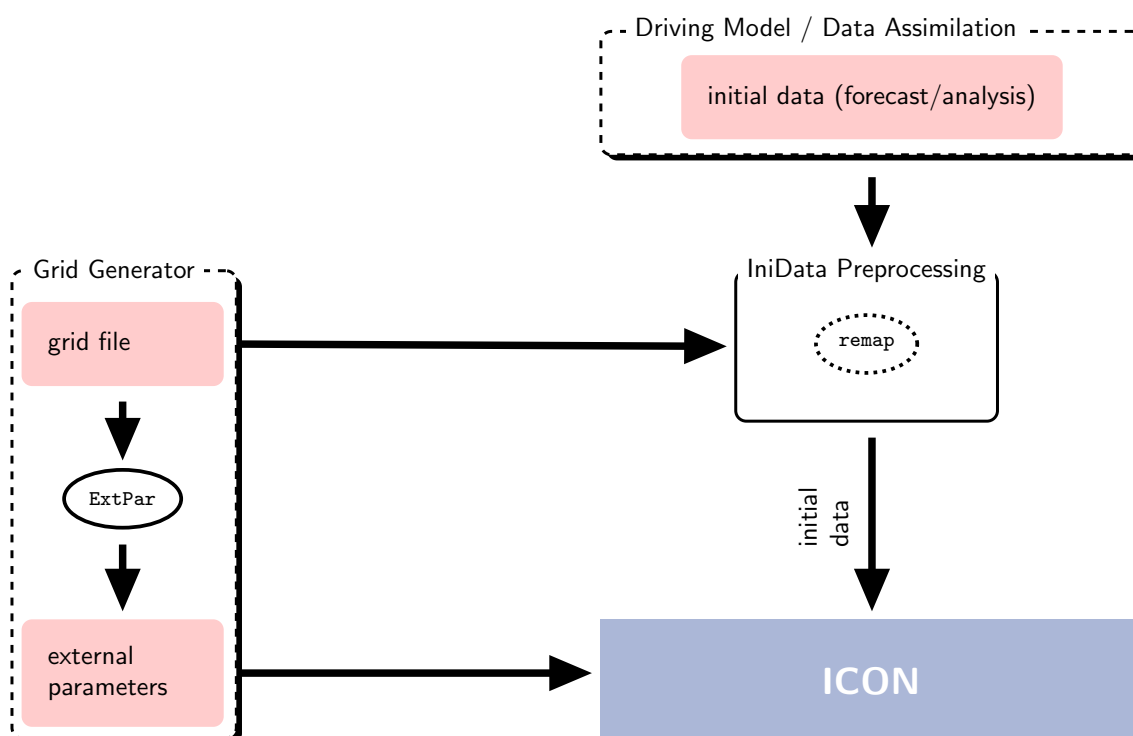 Driving Model / Data Assimilation
initial data (forecast/analysis)
Grid Generator
grid file
ExtPar
external
parameters
IniData Preprocessing
remap
initial
data
ICON